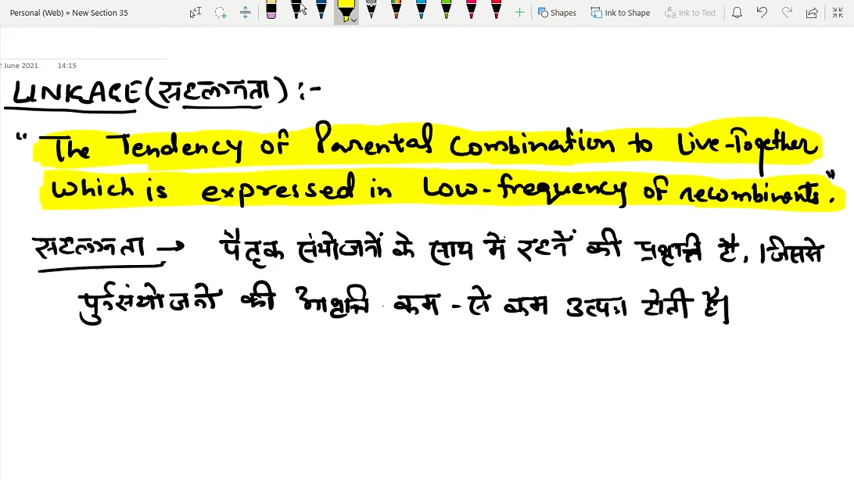 Personal (Web) » New Section 35
Shapes
Ink to Shape
Ink to Text
June 2021 14:15
LINKAGE (सहलग्नता) :-
"The Tendency of Parental Combination to Live-Together
Which is expressed in Low-frequency of recombinants."
सहलग्नता → पैतृक संयोजनों के साथ में रहने की प्रवृत्ति है, जिससे
पुर्नसंयोजनों की आवृत्ति कम-से कम उत्पन्न होती है।